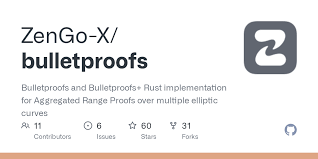 ZenGo-X/
bulletproofs
Bulletproofs and Bulletproofs+ Rust implementation
for Aggregated Range Proofs over multiple elliptic
curves
11 6 60 31
Contributors Issues Stars Forks